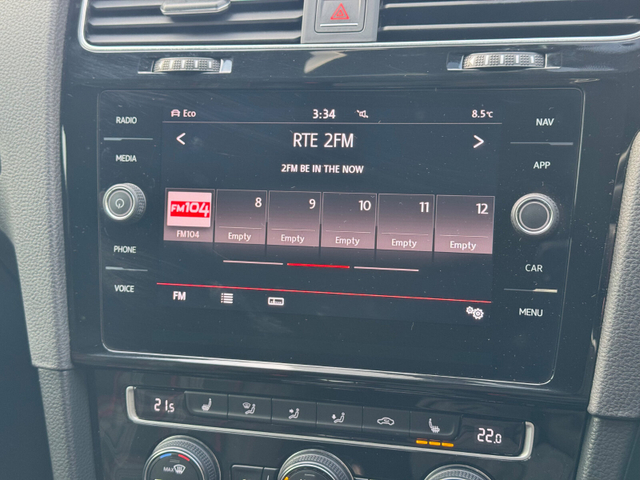 RADIO
MEDIA
PHONE
VOICE
Eco 3:34 8.5°C
RTE 2FM
2FM BE IN THE NOW
FM104 8 9 10 11 12
FM104 Empty Empty Empty Empty Empty
FM
NAV
APP
CAR
MENU
21.5
22.0
MAX